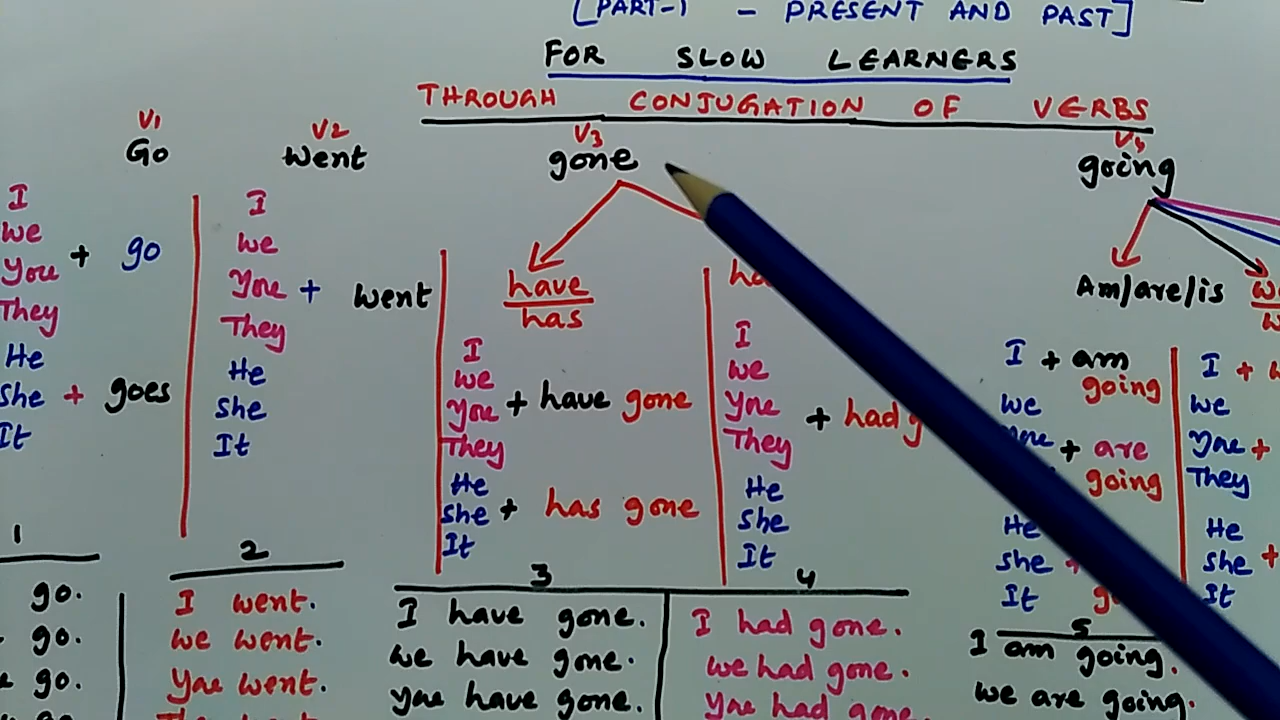 [PART-1 - PRESENT AND PAST]
FOR SLOW LEARNERS
THROUGH CONJUGATION OF VERBS
V1
Go
V2
Went
V3
gone
going
I
We
You
They
+ go
He
She
It
+ goes
I
We
You
They
+ went
He
She
It
have
has
I
We
You
They
+ have gone
He
She
It
+ has gone
I
We
You
They
+ had
He
She
It
Am/are/is
I + am
going
We
+ are
going
He
She
It
I +
We
You +
They
He
She +
It
1
go.
go.
go.
2
I went.
We went.
You went.
3
I have gone.
We have gone.
You have gone.
4
I had gone.
We had gone.
You had gone.
5
I am going.
We are going.